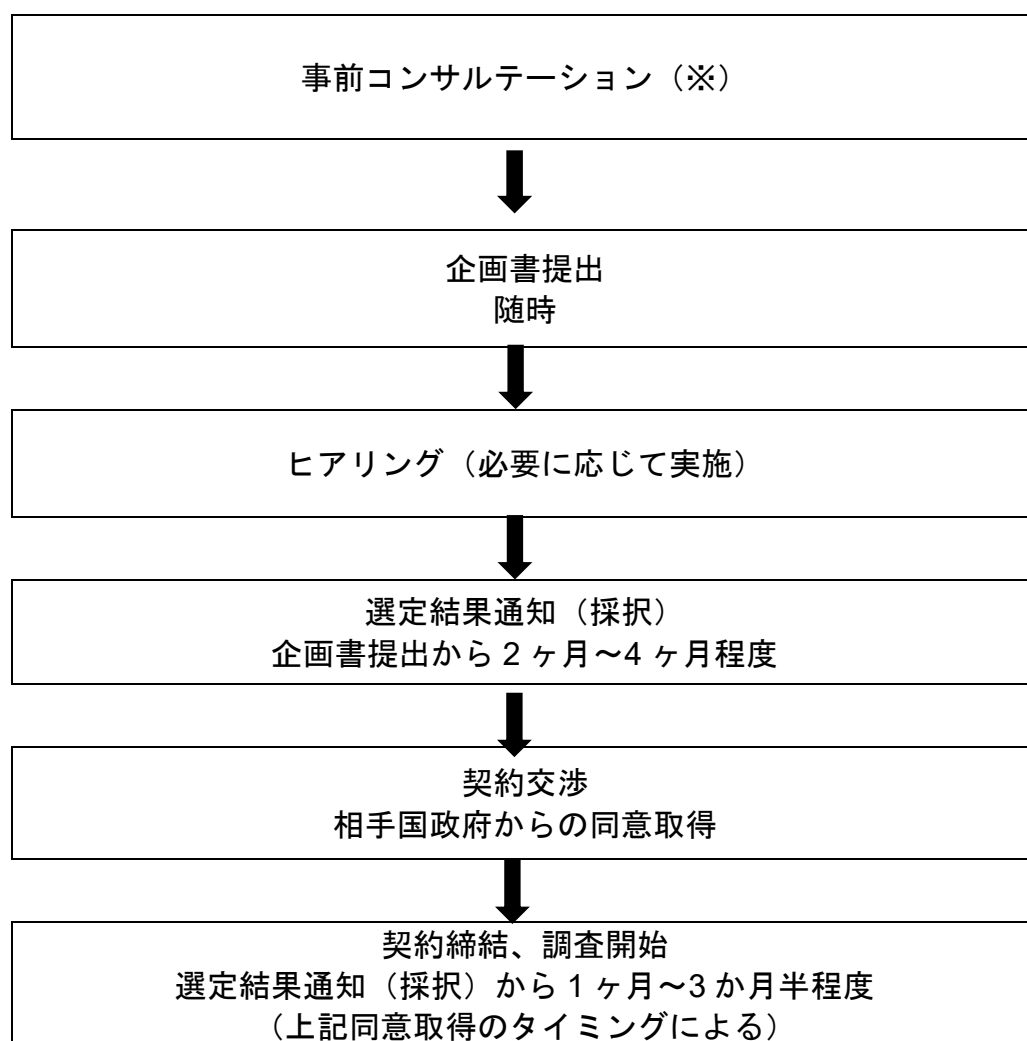 事前コンサルテーション（※）
企画書提出
随時
ヒアリング（必要に応じて実施）
選定結果通知（採択）
企画書提出から 2 ヶ月～4 ヶ月程度
契約交渉
相手国政府からの同意取得
契約締結、調査開始
選定結果通知（採択）から 1 ヶ月～3 か月半程度
（上記同意取得のタイミングによる）